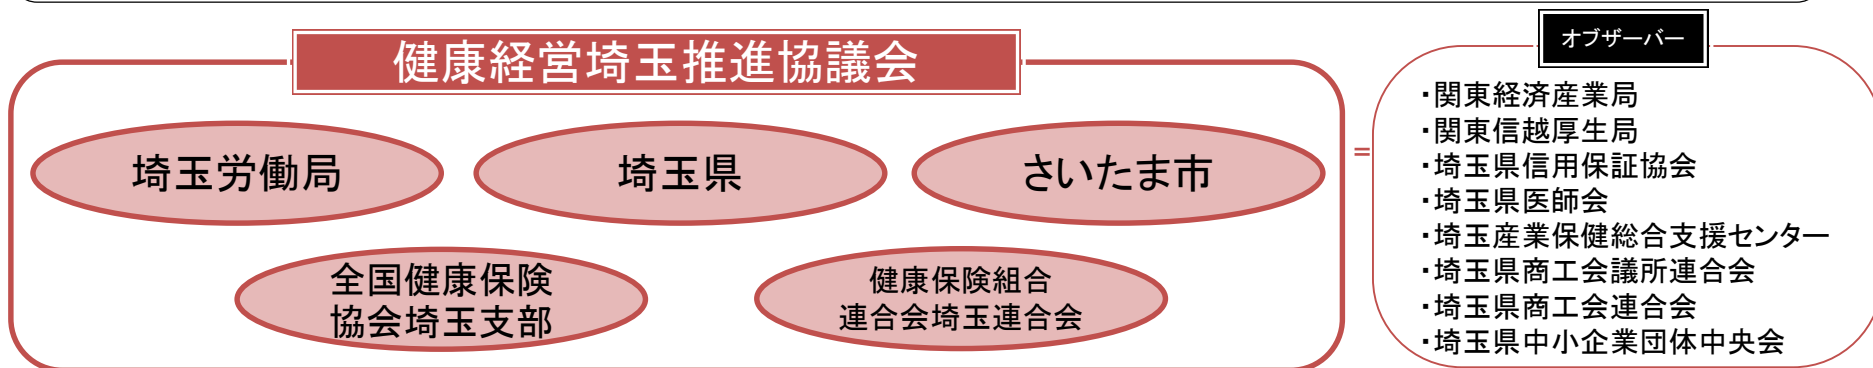 健康経営埼玉推進協議会
埼玉労働局
埼玉県
さいたま市
全国健康保険
協会埼玉支部
健康保険組合
連合会埼玉連合会
=
オブザーバー
・関東経済産業局
・関東信越厚生局
・埼玉県信用保証協会
・埼玉県医師会
・埼玉産業保健総合支援センター
・埼玉県商工会議所連合会
・埼玉県商工会連合会
・埼玉県中小企業団体中央会